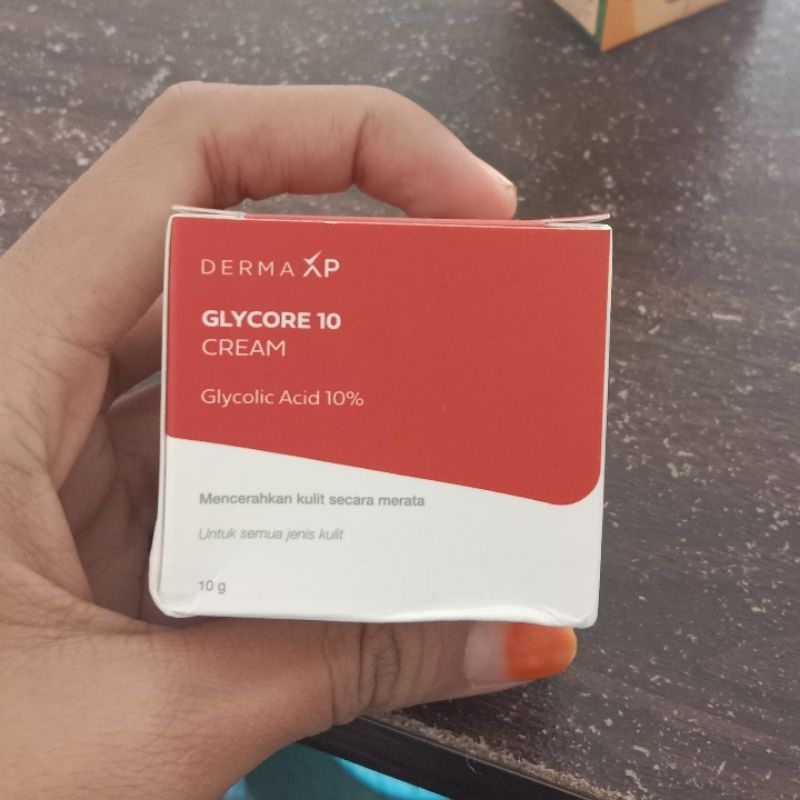 DERMA XP
GLYCORE 10
CREAM
Glycolic Acid 10%
Mencerahkan kulit secara merata
Untuk semua jenis kulit
10 g